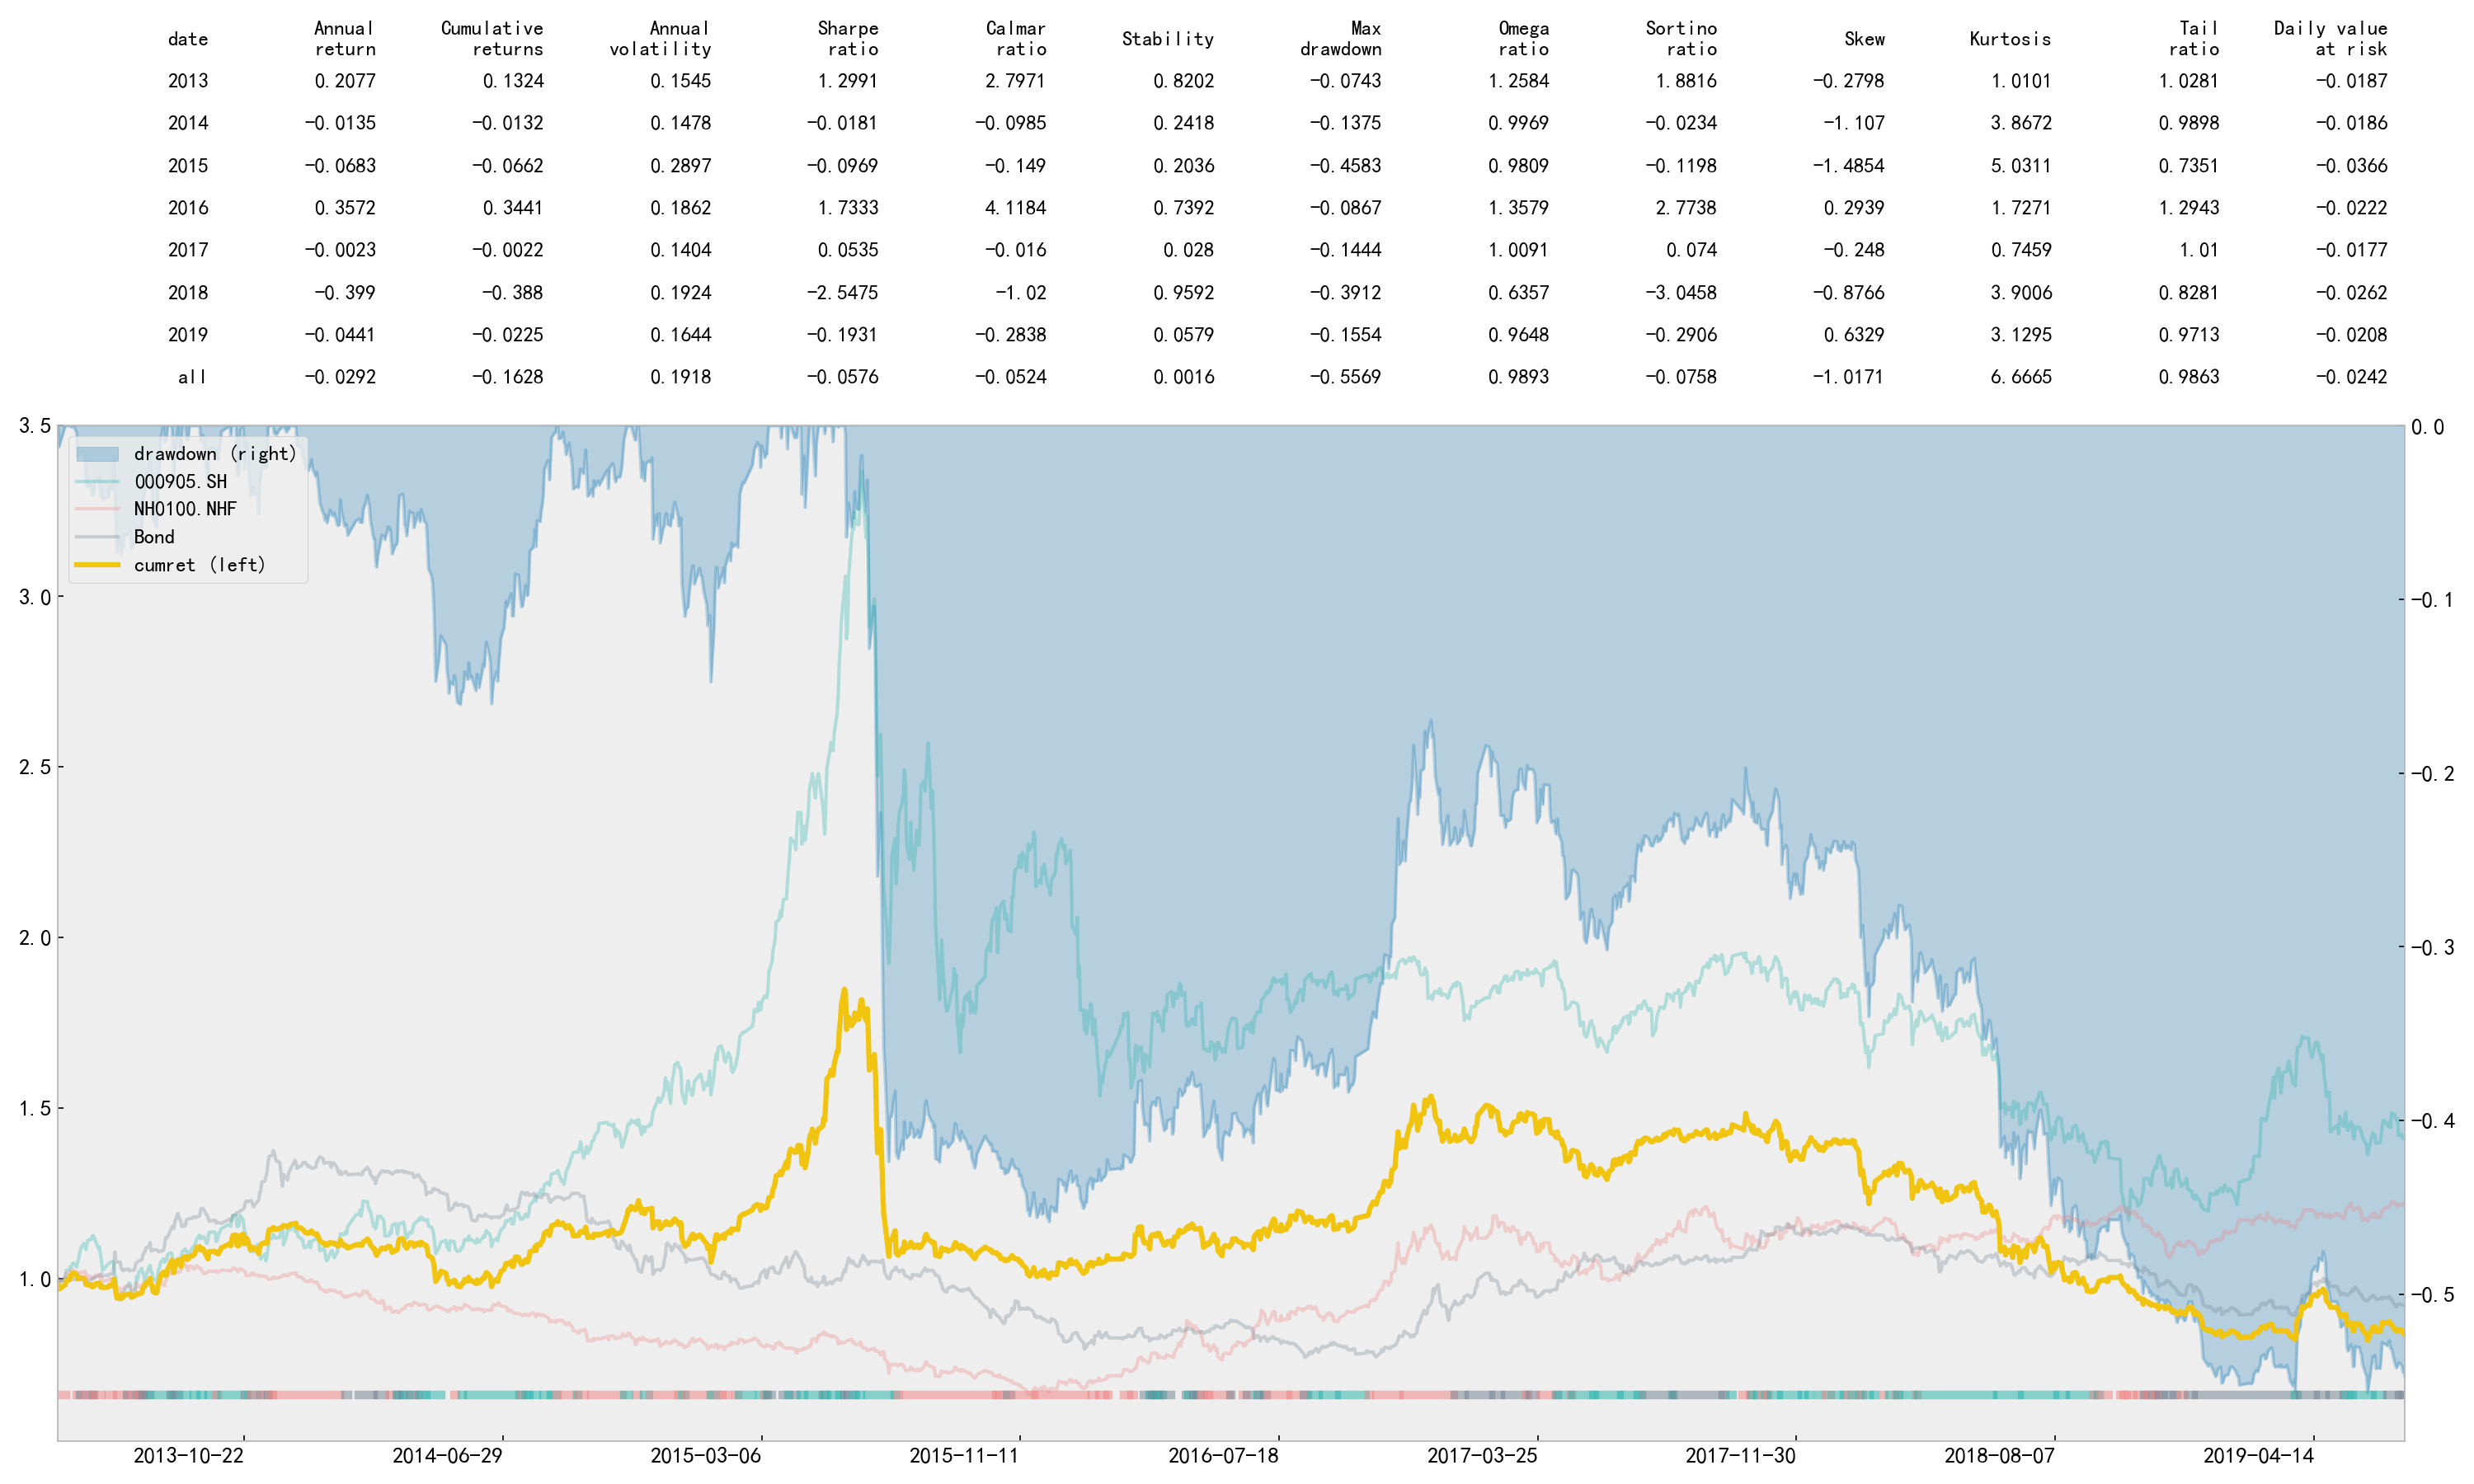 date Annual return Cumulative returns Annual volatility Sharpe ratio Calmar ratio Stability Max drawdown Omega ratio Sortino ratio Skew Kurtosis Tail ratio Daily value at risk
2013 0.2077 0.1324 0.1545 1.2991 2.7971 0.8202 −0.0743 1.2584 1.8816 −0.2798 1.0101 1.0281 −0.0187
2014 −0.0135 −0.0132 0.1478 −0.0181 −0.0985 0.2418 −0.1375 0.9969 −0.0234 −1.107 3.8672 0.9898 −0.0186
2015 −0.0683 −0.0662 0.2897 −0.0969 −0.149 0.2036 −0.4583 0.9809 −0.1198 −1.4854 5.0311 0.7351 −0.0366
2016 0.3572 0.3441 0.1862 1.7333 4.1184 0.7392 −0.0867 1.3579 2.7738 0.2939 1.7271 1.2943 −0.0222
2017 −0.0023 −0.0022 0.1404 0.0535 −0.016 0.028 −0.1444 1.0091 0.074 −0.248 0.7459 1.01 −0.0177
2018 −0.399 −0.388 0.1924 −2.5475 −1.02 0.9592 −0.3912 0.6357 −3.0458 −0.8766 3.9006 0.8281 −0.0262
2019 −0.0441 −0.0225 0.1644 −0.1931 −0.2838 0.0579 −0.1554 0.9648 −0.2906 0.6329 3.1295 0.9713 −0.0208
all −0.0292 −0.1628 0.1918 −0.0576 −0.0524 0.0016 −0.5569 0.9893 −0.0758 −1.0171 6.6665 0.9863 −0.0242
3.5
3.0
2.5
2.0
1.5
1.0
drawdown (right)
000905.SH
NH0100.NHF
Bond
cumret (left)
0.0
−0.1
−0.2
−0.3
−0.4
−0.5
2013−10−22 2014−06−29 2015−03−06 2015−11−11 2016−07−18 2017−03−25 2017−11−30 2018−08−07 2019−04−14